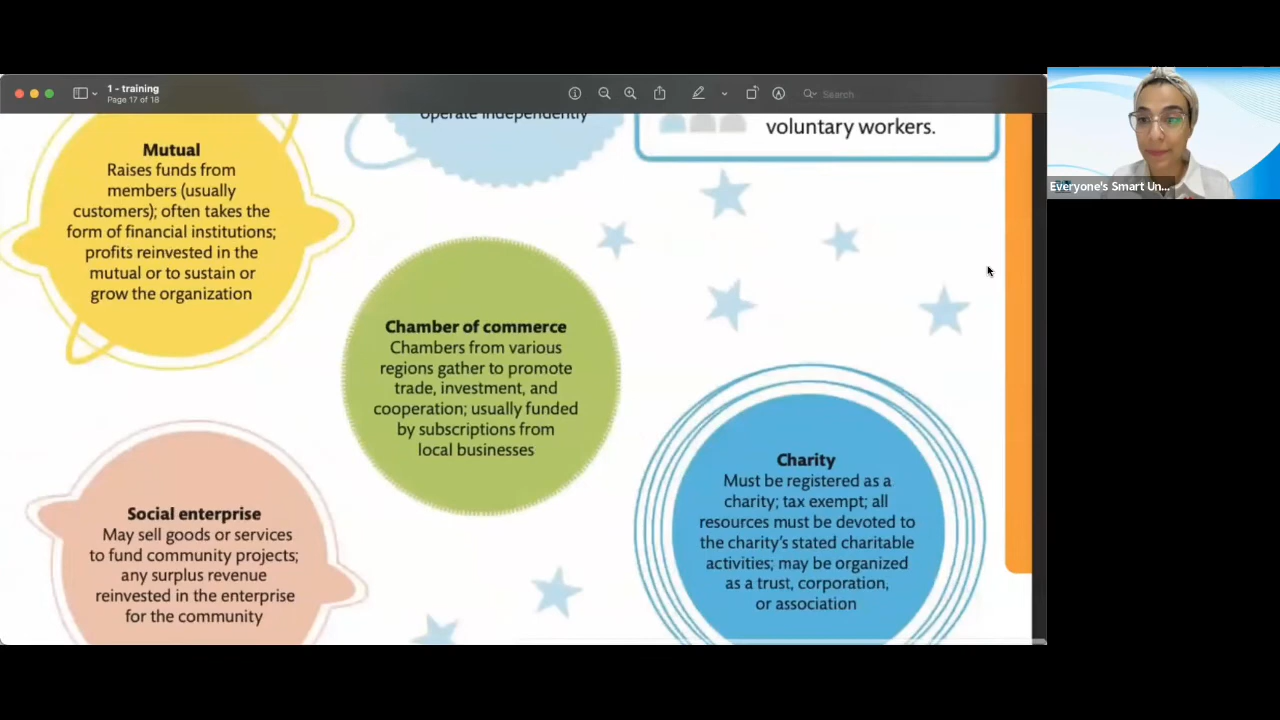 1 - training
Page 17 of 18
Search
operate independently
voluntary workers.
Mutual
Raises funds from
members (usually
customers); often takes the
form of financial institutions;
profits reinvested in the
mutual or to sustain or
grow the organization
Chamber of commerce
Chambers from various
regions gather to promote
trade, investment, and
cooperation; usually funded
by subscriptions from
local businesses
Charity
Must be registered as a
charity; tax exempt; all
resources must be devoted to
the charity's stated charitable
activities; may be organized
as a trust, corporation,
or association
Social enterprise
May sell goods or services
to fund community projects;
any surplus revenue
reinvested in the enterprise
for the community
Everyone's Smart Un...